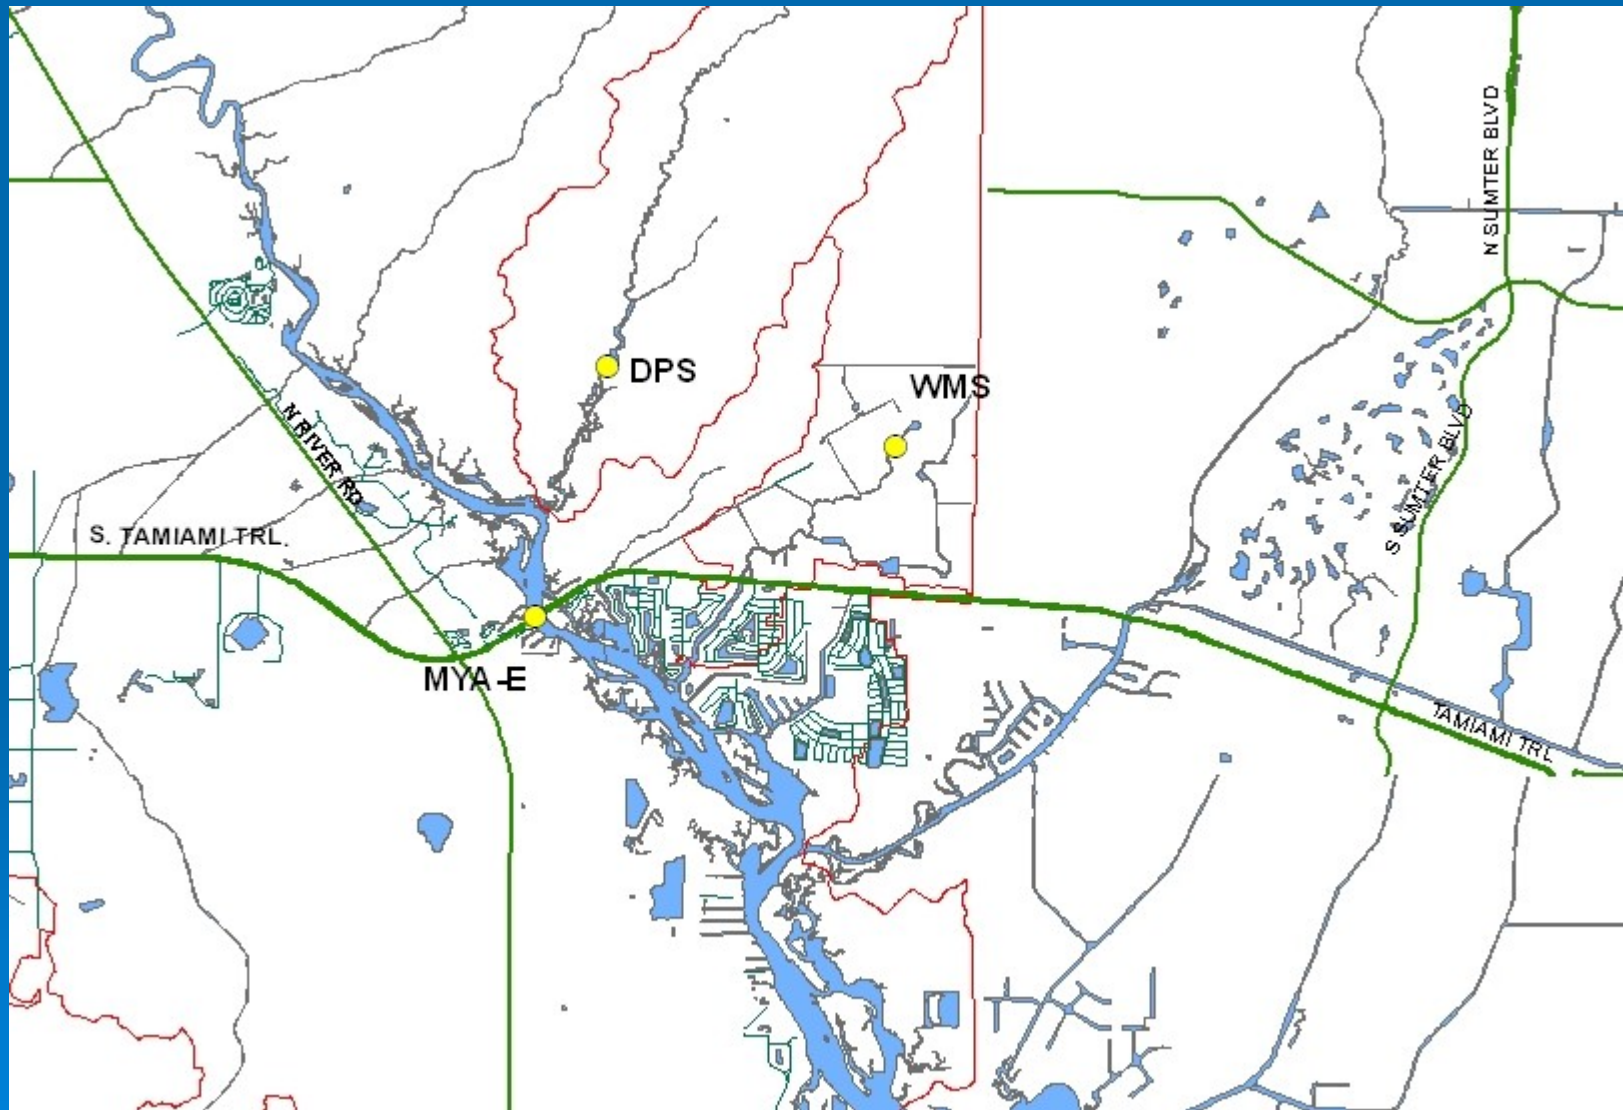 N SUMTER BLVD
DPS
WMS
N RIVER RD
S SUMTER BLVD
S. TAMIAMI TRL.
MYA-E
TAMIAMI TRL